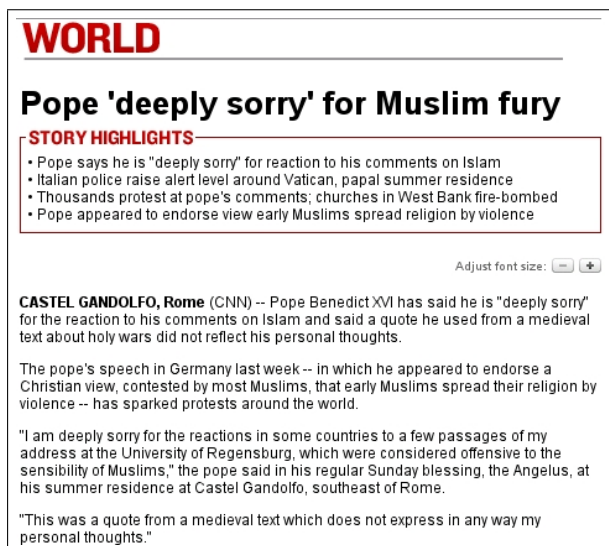 WORLD
Pope 'deeply sorry' for Muslim fury
STORY HIGHLIGHTS
• Pope says he is "deeply sorry" for reaction to his comments on Islam
• Italian police raise alert level around Vatican, papal summer residence
• Thousands protest at pope's comments; churches in West Bank fire-bombed
• Pope appeared to endorse view early Muslims spread religion by violence
Adjust font size: − +
CASTEL GANDOLFO, Rome (CNN) -- Pope Benedict XVI has said he is "deeply sorry"
for the reaction to his comments on Islam and said a quote he used from a medieval
text about holy wars did not reflect his personal thoughts.
The pope's speech in Germany last week -- in which he appeared to endorse a
Christian view, contested by most Muslims, that early Muslims spread their religion by
violence -- has sparked protests around the world.
"I am deeply sorry for the reactions in some countries to a few passages of my
address at the University of Regensburg, which were considered offensive to the
sensibility of Muslims," the pope said in his regular Sunday blessing, the Angelus, at
his summer residence at Castel Gandolfo, southeast of Rome.
"This was a quote from a medieval text which does not express in any way my
personal thoughts."